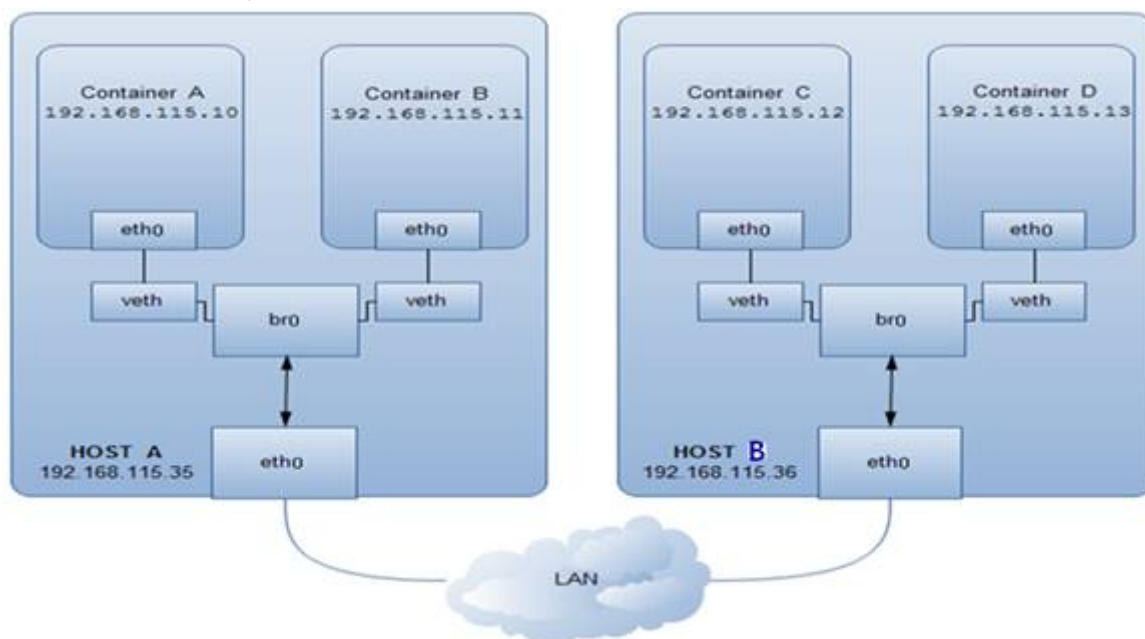 Container A
192.168.115.10
eth0
veth
Container B
192.168.115.11
eth0
veth
br0
HOST A
192.168.115.35
eth0
Container C
192.168.115.12
eth0
veth
Container D
192.168.115.13
eth0
veth
br0
HOST B
192.168.115.36
eth0
LAN